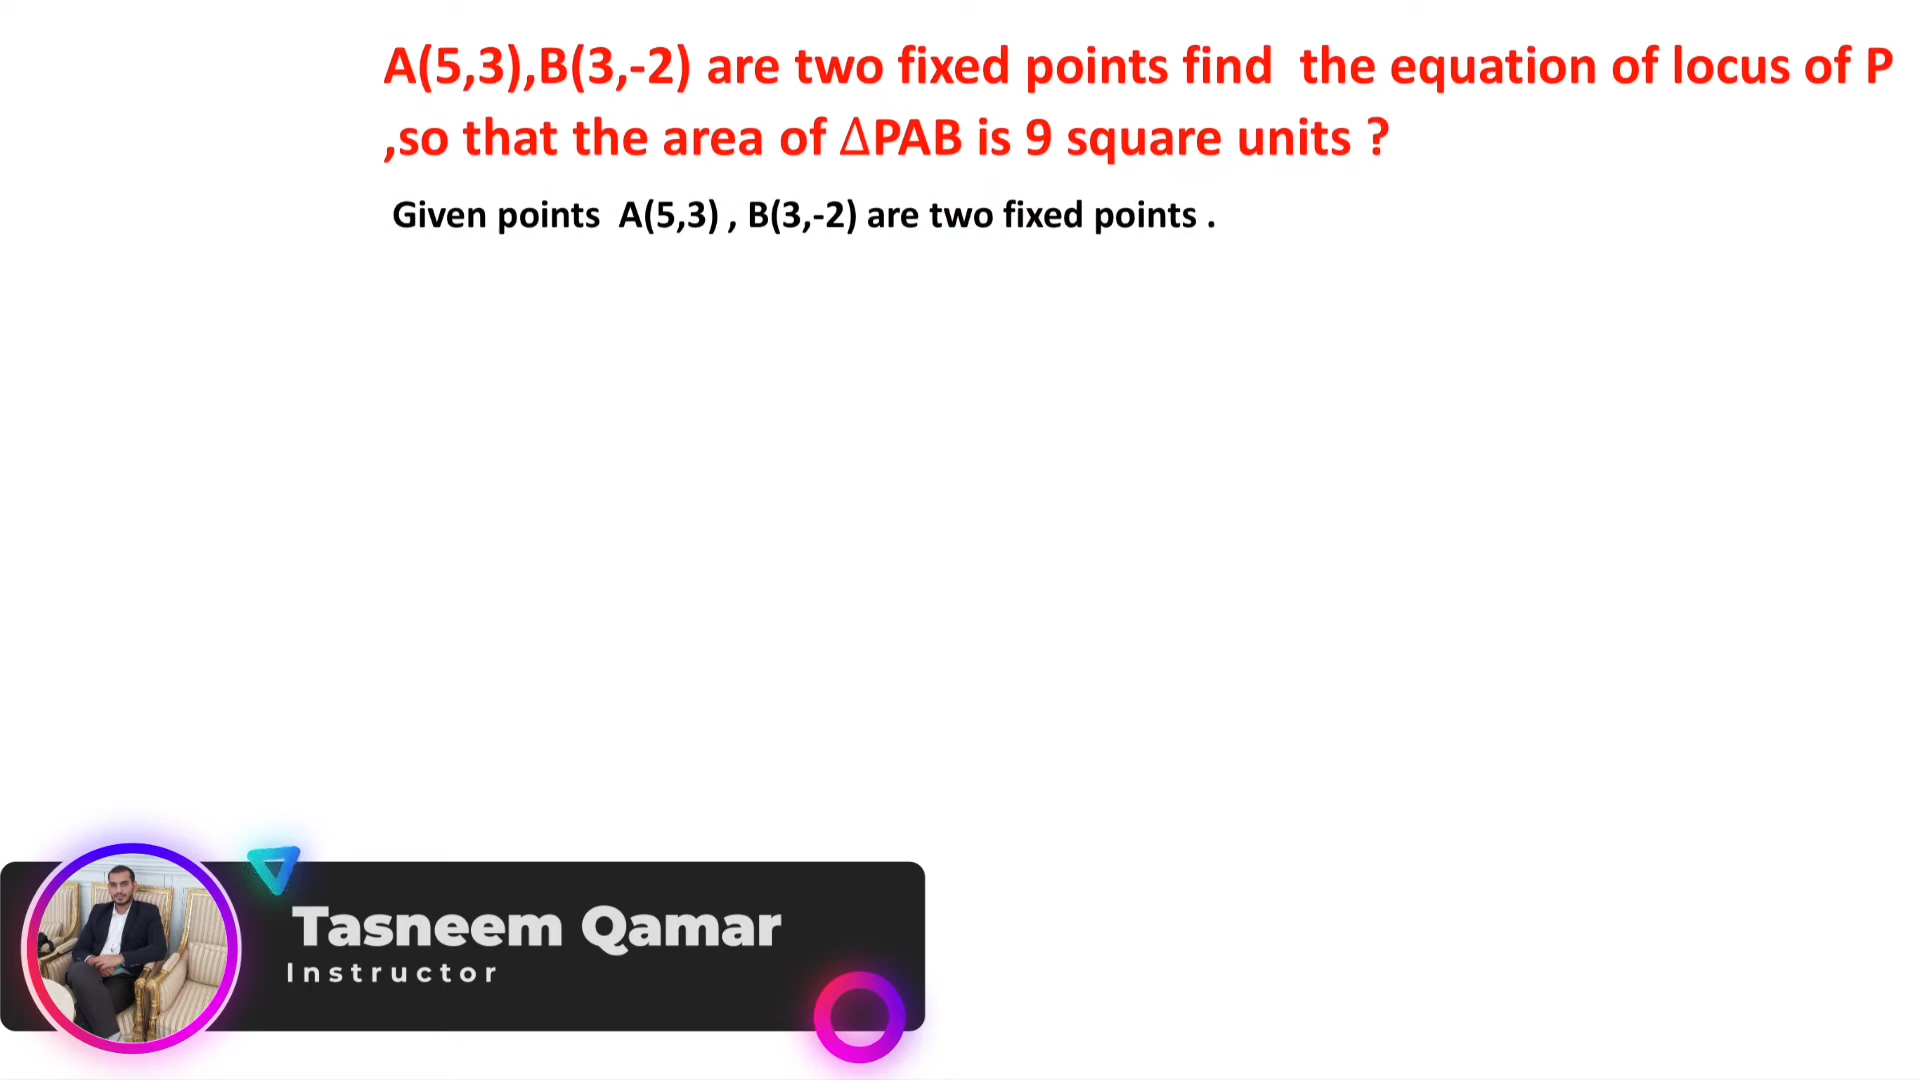 A(5,3),B(3,-2) are two fixed points find the equation of locus of P
,so that the area of ΔPAB is 9 square units ?
Given points A(5,3) , B(3,-2) are two fixed points .
Tasneem Qamar
Instructor